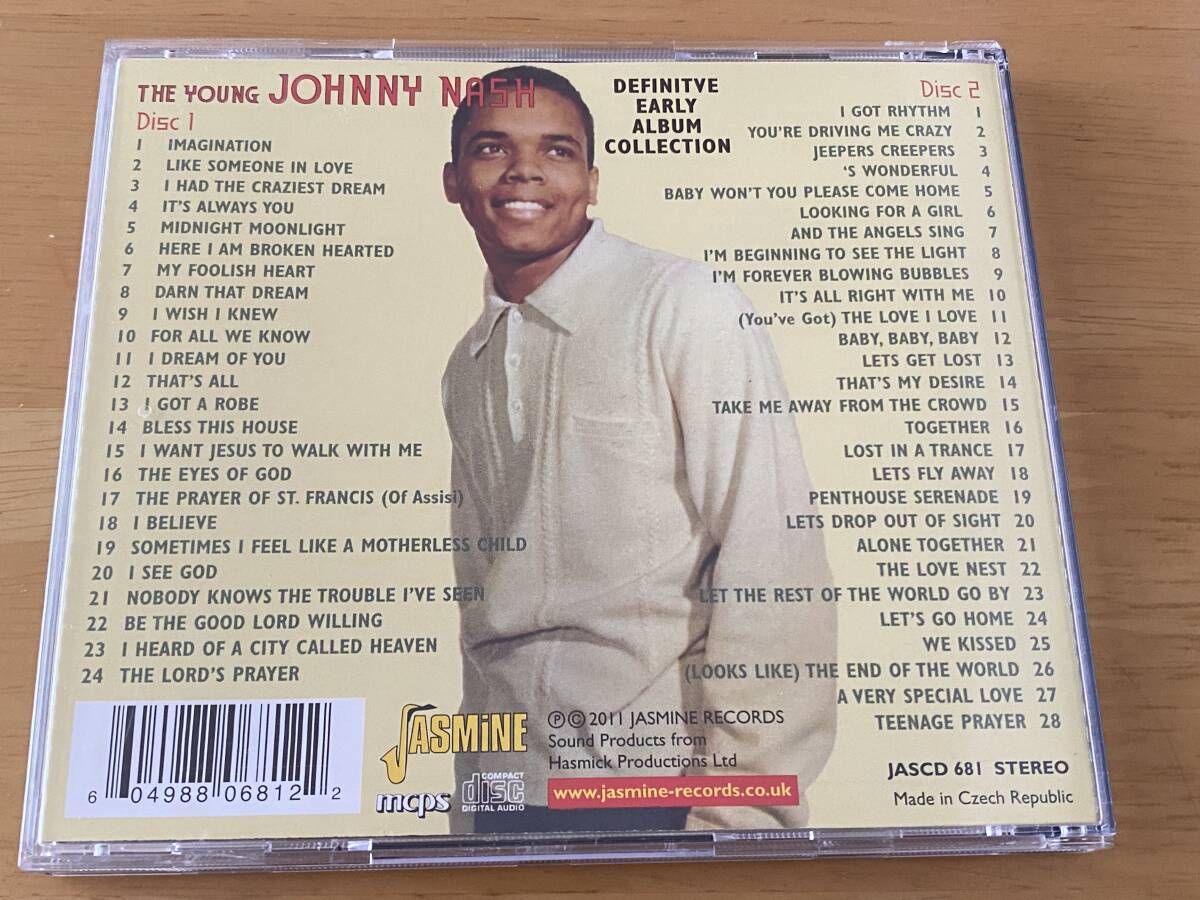 THE YOUNG JOHNNY NASH
Disc 1
1 IMAGINATION
2 LIKE SOMEONE IN LOVE
3 I HAD THE CRAZIEST DREAM
4 IT'S ALWAYS YOU
5 MIDNIGHT MOONLIGHT
6 HERE I AM BROKEN HEARTED
7 MY FOOLISH HEART
8 DARN THAT DREAM
9 I WISH I KNEW
10 FOR ALL WE KNOW
11 I DREAM OF YOU
12 THAT'S ALL
13 I GOT A ROBE
14 BLESS THIS HOUSE
15 I WANT JESUS TO WALK WITH ME
16 THE EYES OF GOD
17 THE PRAYER OF ST. FRANCIS (Of Assisi)
18 I BELIEVE
19 SOMETIMES I FEEL LIKE A MOTHERLESS CHILD
20 I SEE GOD
21 NOBODY KNOWS THE TROUBLE I'VE SEEN
22 BE THE GOOD LORD WILLING
23 I HEARD OF A CITY CALLED HEAVEN
24 THE LORD'S PRAYER
DEFINITVE
EARLY
ALBUM
COLLECTION
Disc 2
I GOT RHYTHM 1
YOU'RE DRIVING ME CRAZY 2
JEEPERS CREEPERS 3
'S WONDERFUL 4
BABY WON'T YOU PLEASE COME HOME 5
LOOKING FOR A GIRL 6
AND THE ANGELS SING 7
I'M BEGINNING TO SEE THE LIGHT 8
I'M FOREVER BLOWING BUBBLES 9
IT'S ALL RIGHT WITH ME 10
(You've Got) THE LOVE I LOVE 11
BABY, BABY, BABY 12
LETS GET LOST 13
THAT'S MY DESIRE 14
TAKE ME AWAY FROM THE CROWD 15
TOGETHER 16
LOST IN A TRANCE 17
LETS FLY AWAY 18
PENTHOUSE SERENADE 19
LETS DROP OUT OF SIGHT 20
ALONE TOGETHER 21
THE LOVE NEST 22
LET THE REST OF THE WORLD GO BY 23
LET'S GO HOME 24
WE KISSED 25
(LOOKS LIKE) THE END OF THE WORLD 26
A VERY SPECIAL LOVE 27
TEENAGE PRAYER 28
6 04988 06812 2
JASMiNE
mcps
COMPACT
disc
DIGITAL AUDIO
℗©2011 JASMINE RECORDS
Sound Products from
Hasmick Productions Ltd
www.jasmine-records.co.uk
JASCD 681 STEREO
Made in Czech Republic